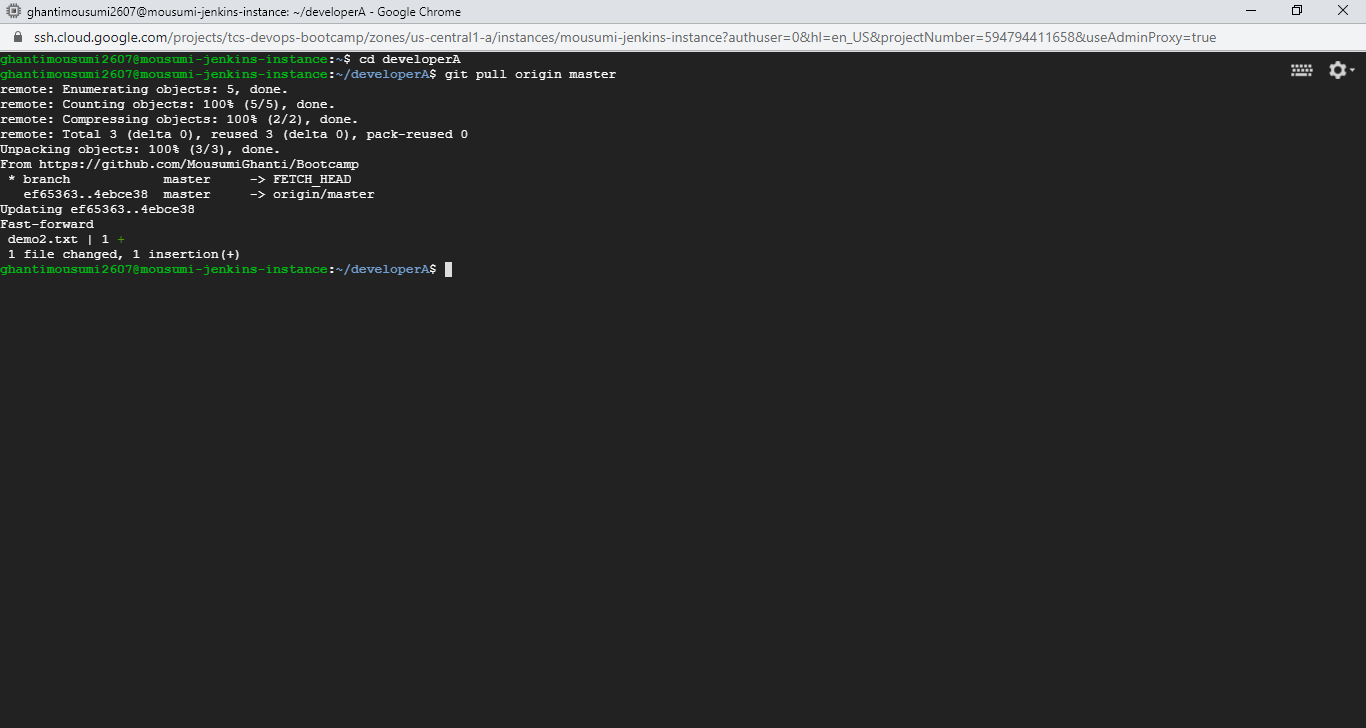 ghantimousumi2607@mousumi-jenkins-instance: ~/developerA - Google Chrome
ssh.cloud.google.com/projects/tcs-devops-bootcamp/zones/us-central1-a/instances/mousumi-jenkins-instance?authuser=0&hl=en_US&projectNumber=594794411658&useAdminProxy=true
ghantimousumi2607@mousumi-jenkins-instance:~$ cd developerA
ghantimousumi2607@mousumi-jenkins-instance:~/developerA$ git pull origin master
remote: Enumerating objects: 5, done.
remote: Counting objects: 100% (5/5), done.
remote: Compressing objects: 100% (2/2), done.
remote: Total 3 (delta 0), reused 3 (delta 0), pack-reused 0
Unpacking objects: 100% (3/3), done.
From https://github.com/MousumiGhanti/Bootcamp
 * branch            master     -> FETCH_HEAD
   ef65363..4ebce38  master     -> origin/master
Updating ef65363..4ebce38
Fast-forward
 demo2.txt | 1 +
 1 file changed, 1 insertion(+)
ghantimousumi2607@mousumi-jenkins-instance:~/developerA$